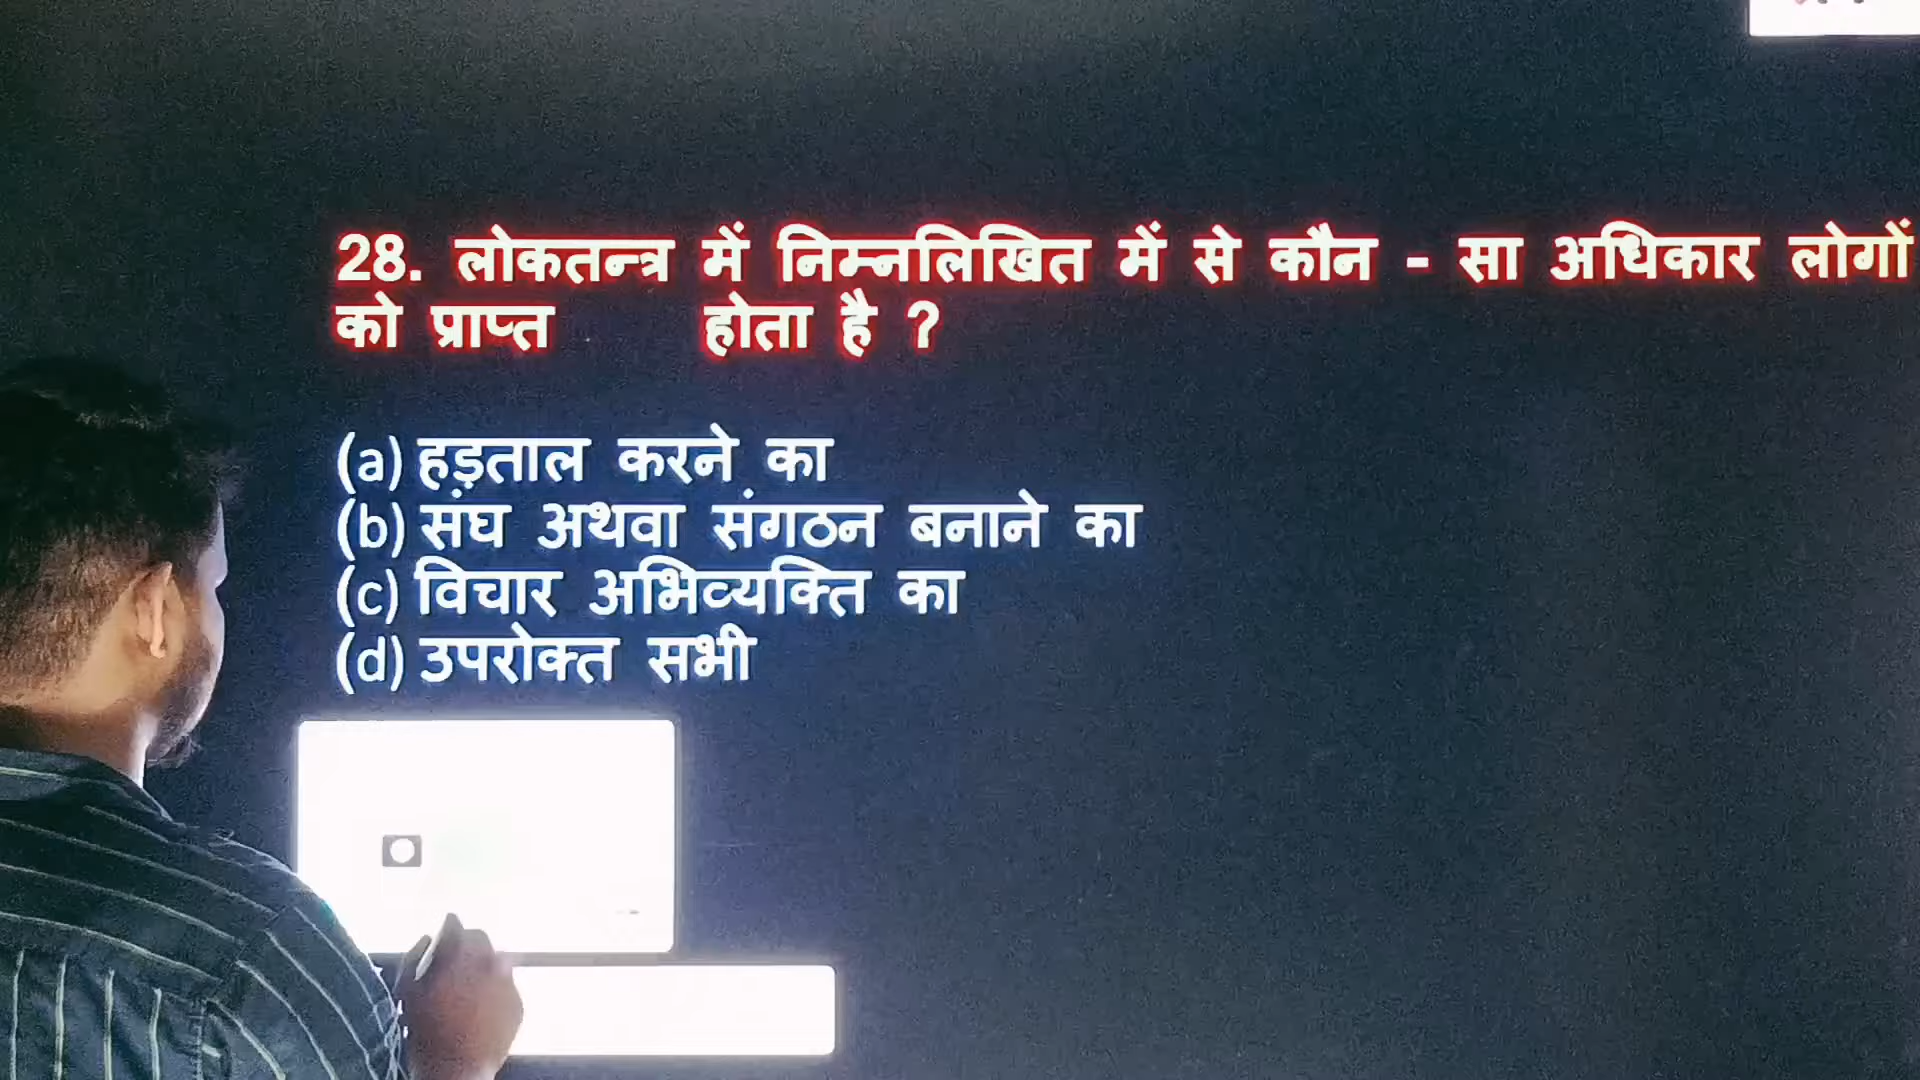 28. लोकतन्त्र में निम्नलिखित में से कौन - सा अधिकार लोगों
को प्राप्त होता है ?
(a) हड़ताल करने का
(b) संघ अथवा संगठन बनाने का
(c) विचार अभिव्यक्ति का
(d) उपरोक्त सभी